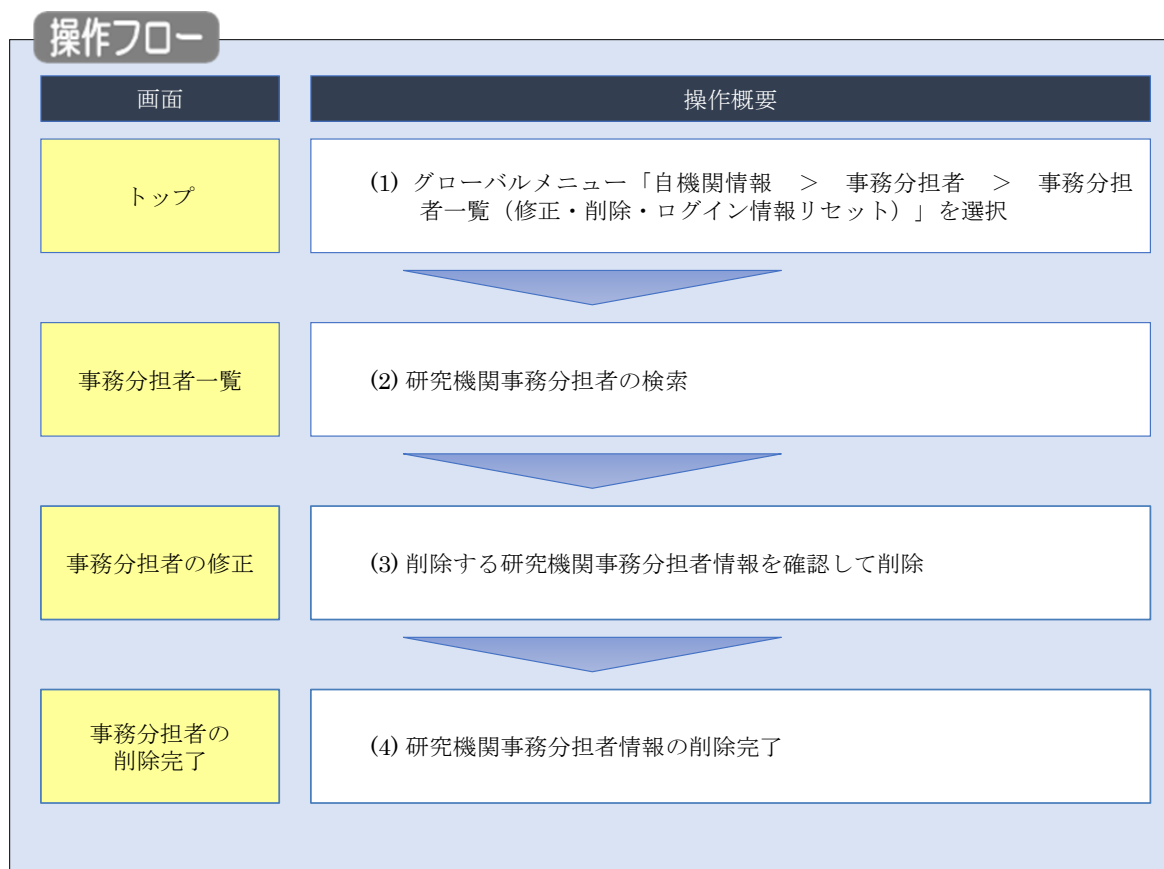 操作フロー
画面
操作概要
トップ
(1) グローバルメニュー「自機関情報　＞　事務分担者　＞　事務分担
者一覧（修正・削除・ログイン情報リセット）」を選択
事務分担者一覧
(2) 研究機関事務分担者の検索
事務分担者の修正
(3) 削除する研究機関事務分担者情報を確認して削除
事務分担者の
削除完了
(4) 研究機関事務分担者情報の削除完了